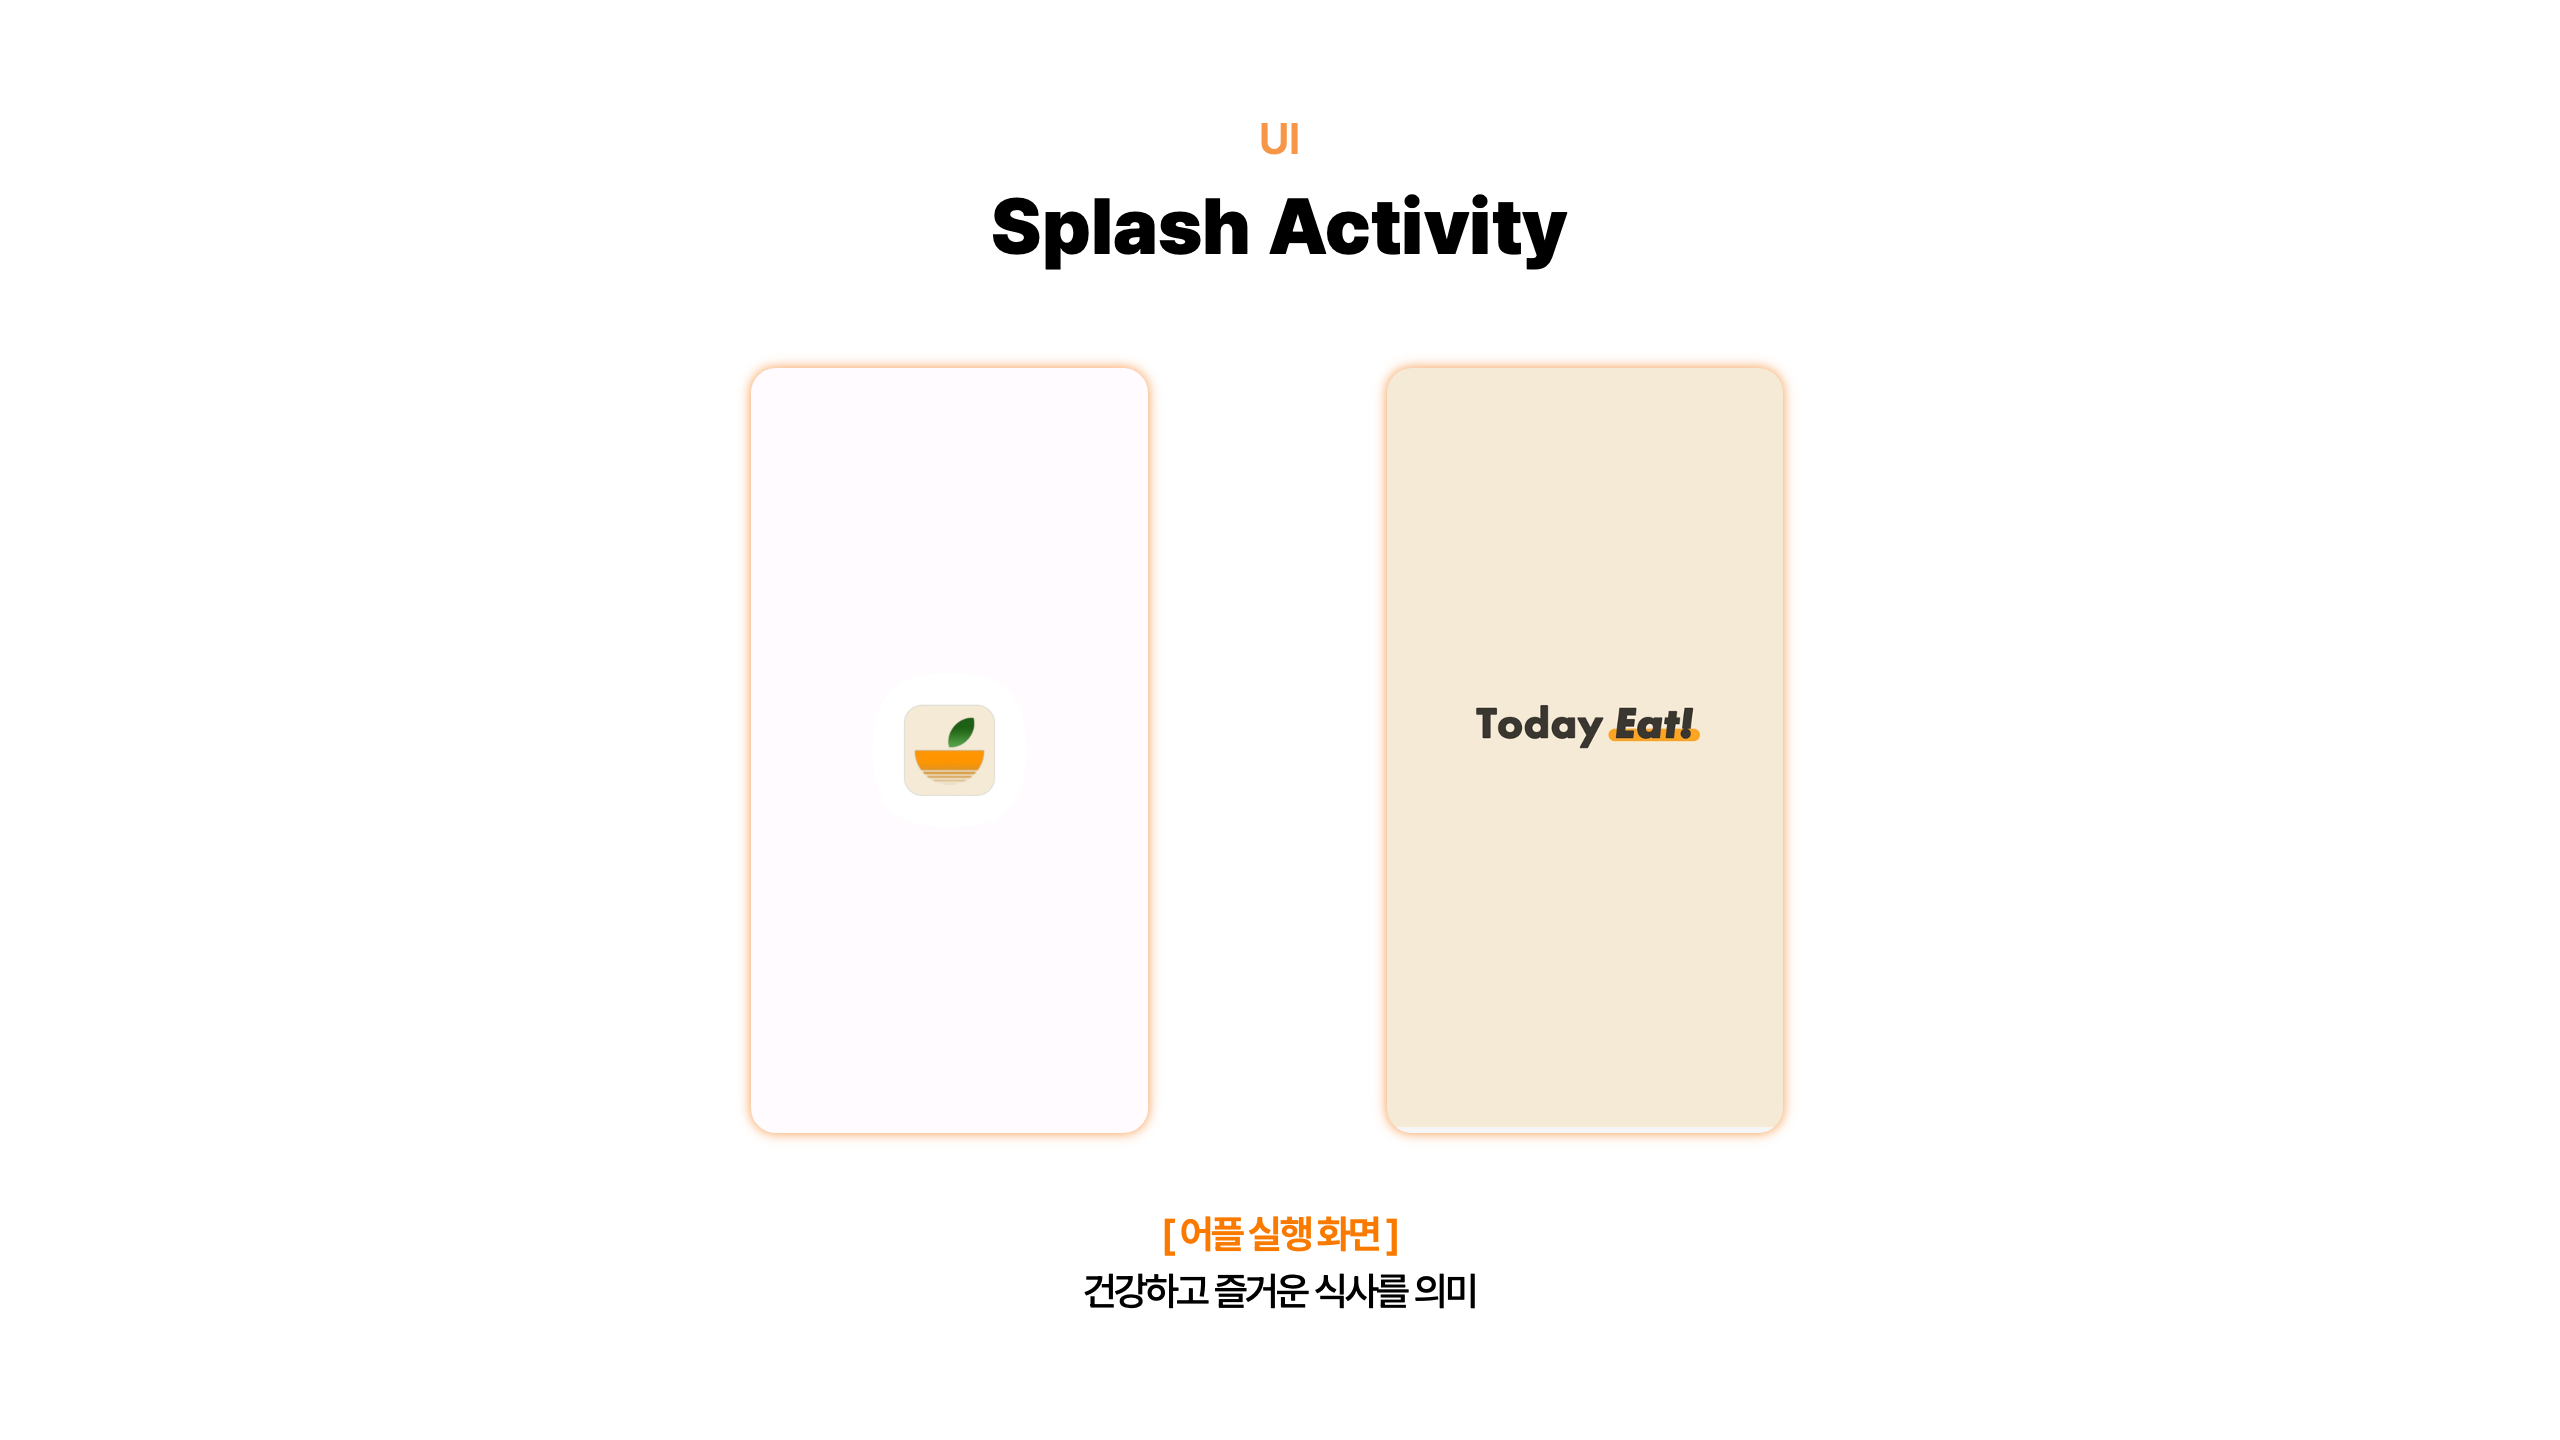 UI
Splash Activity
Today Eat!
[ 어플 실행 화면 ]
건강하고 즐거운 식사를 의미